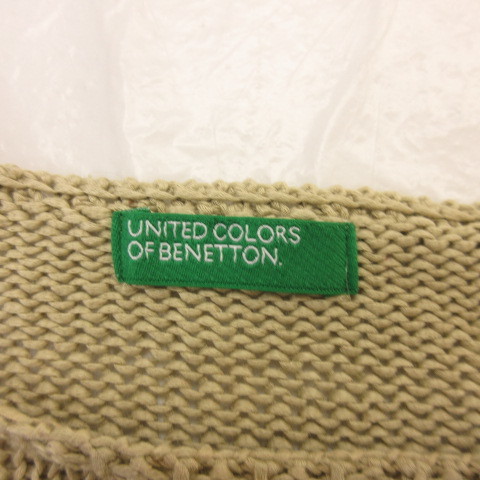 UNITED COLORS
OF BENETTON.